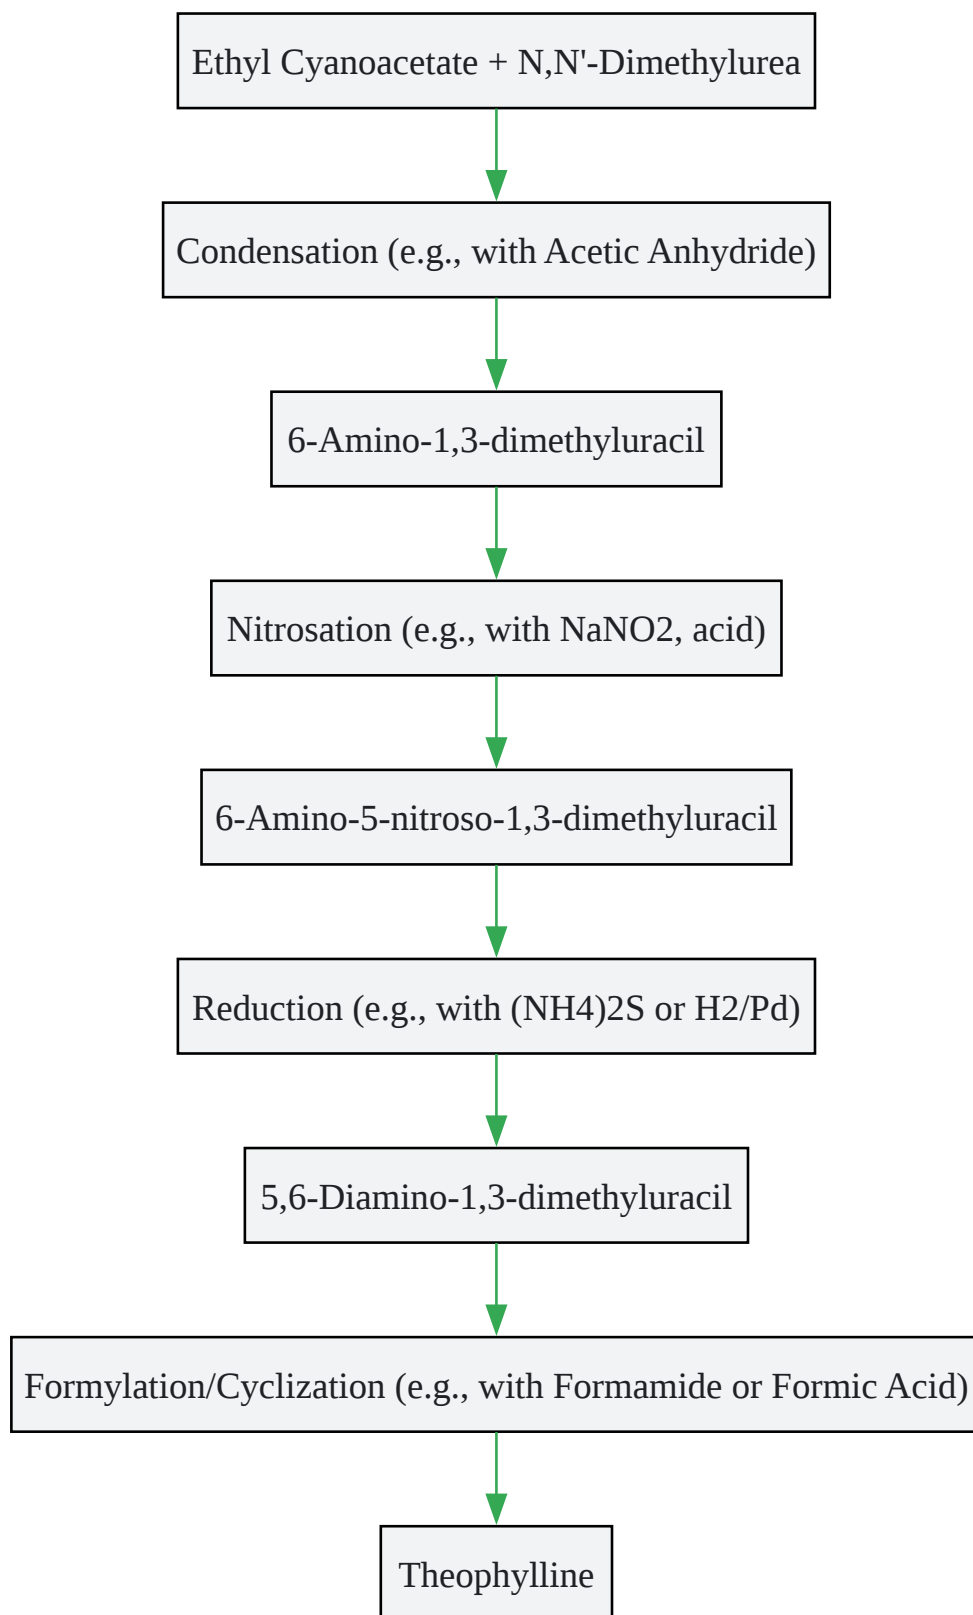 Ethyl Cyanoacetate + N,N'-Dimethylurea
Condensation (e.g., with Acetic Anhydride)
6-Amino-1,3-dimethyluracil
Nitrosation (e.g., with NaNO2, acid)
6-Amino-5-nitroso-1,3-dimethyluracil
Reduction (e.g., with (NH4)2S or H2/Pd)
5,6-Diamino-1,3-dimethyluracil
Formylation/Cyclization (e.g., with Formamide or Formic Acid)
Theophylline